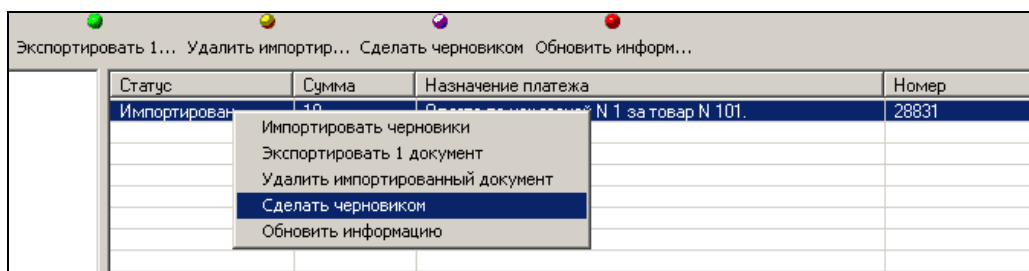 Экспортировать 1... Удалить импортир... Сделать черновиком Обновить информ...
Статус Сумма Назначение платежа Номер
Импортирован N 1 за товар N 101. 28831
Импортировать черновики
Экспортировать 1 документ
Удалить импортированный документ
Сделать черновиком
Обновить информацию